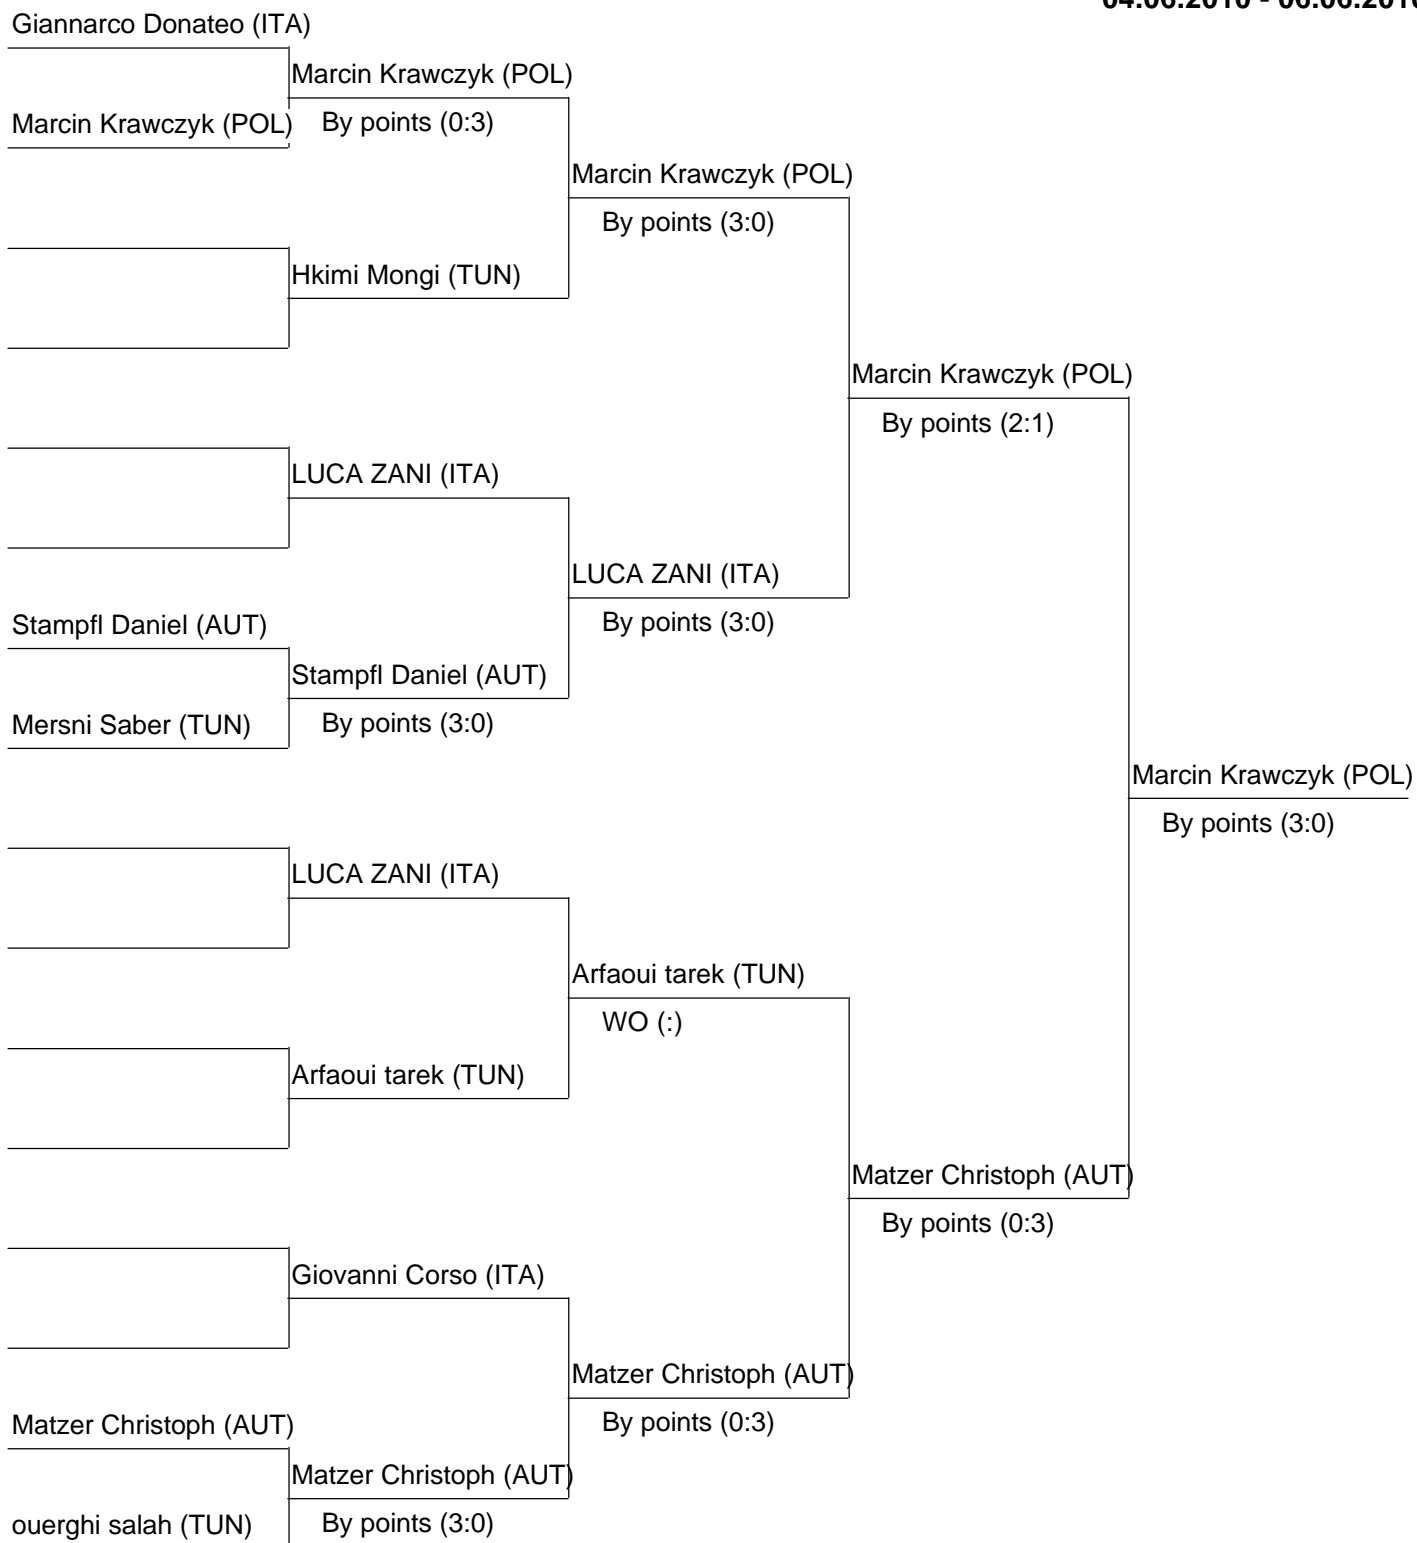 Giannarco Donateo (ITA)
Marcin Krawczyk (POL)
Marcin Krawczyk (POL)
By points (0:3)
Marcin Krawczyk (POL)
By points (3:0)
Hkimi Mongi (TUN)
Marcin Krawczyk (POL)
By points (2:1)
LUCA ZANI (ITA)
LUCA ZANI (ITA)
By points (3:0)
Stampfl Daniel (AUT)
Stampfl Daniel (AUT)
By points (3:0)
Mersni Saber (TUN)
Marcin Krawczyk (POL)
By points (3:0)
LUCA ZANI (ITA)
Arfaoui tarek (TUN)
WO (:)
Arfaoui tarek (TUN)
Matzer Christoph (AUT)
By points (0:3)
Giovanni Corso (ITA)
Matzer Christoph (AUT)
By points (0:3)
Matzer Christoph (AUT)
Matzer Christoph (AUT)
By points (3:0)
ouerghi salah (TUN)